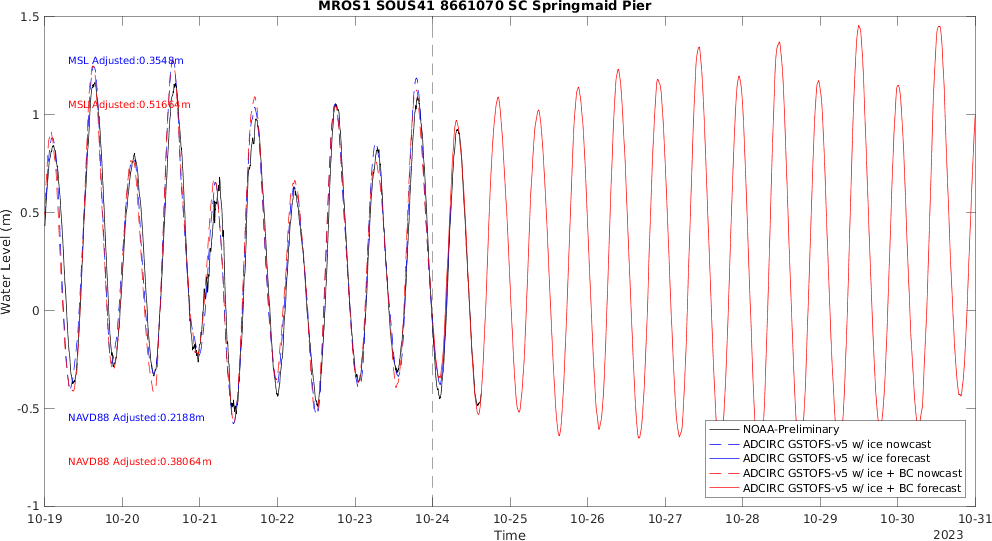 MROS1 SOUS41 8661070 SC Springmaid Pier
1.5
1
0.5
0
-0.5
-1
Water Level (m)
MSL Adjusted:0.3548m
MSL Adjusted:0.51664m
NAVD88 Adjusted:0.2188m
NAVD88 Adjusted:0.38064m
NOAA-Preliminary
ADCIRC GSTOFS-v5 w/ ice nowcast
ADCIRC GSTOFS-v5 w/ ice forecast
ADCIRC GSTOFS-v5 w/ ice + BC nowcast
ADCIRC GSTOFS-v5 w/ ice + BC forecast
10-19 10-20 10-21 10-22 10-23 10-24 10-25 10-26 10-27 10-28 10-29 10-30 10-31
Time
2023